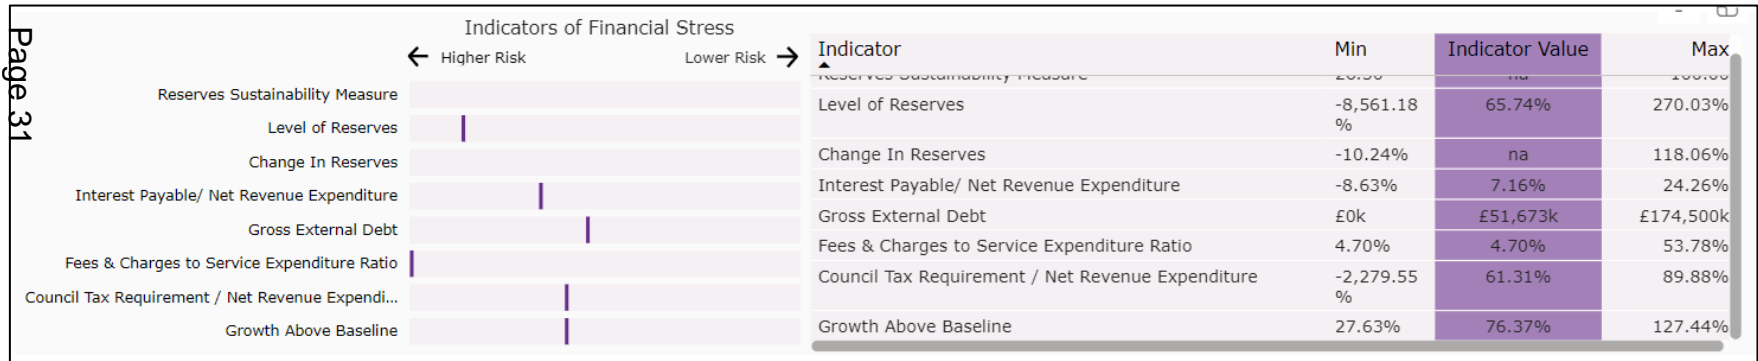 Page 31
Indicators of Financial Stress
← Higher Risk Lower Risk →
Reserves Sustainability Measure
Level of Reserves
Change In Reserves
Interest Payable/ Net Revenue Expenditure
Gross External Debt
Fees & Charges to Service Expenditure Ratio
Council Tax Requirement / Net Revenue Expendi...
Growth Above Baseline
Indicator Min Indicator Value Max
Reserves Sustainability Measure na
Level of Reserves -8,561.18 65.74% 270.03%
%
Change In Reserves -10.24% na 118.06%
Interest Payable/ Net Revenue Expenditure -8.63% 7.16% 24.26%
Gross External Debt £0k £51,673k £174,500k
Fees & Charges to Service Expenditure Ratio 4.70% 4.70% 53.78%
Council Tax Requirement / Net Revenue Expenditure -2,279.55 61.31% 89.88%
%
Growth Above Baseline 27.63% 76.37% 127.44%